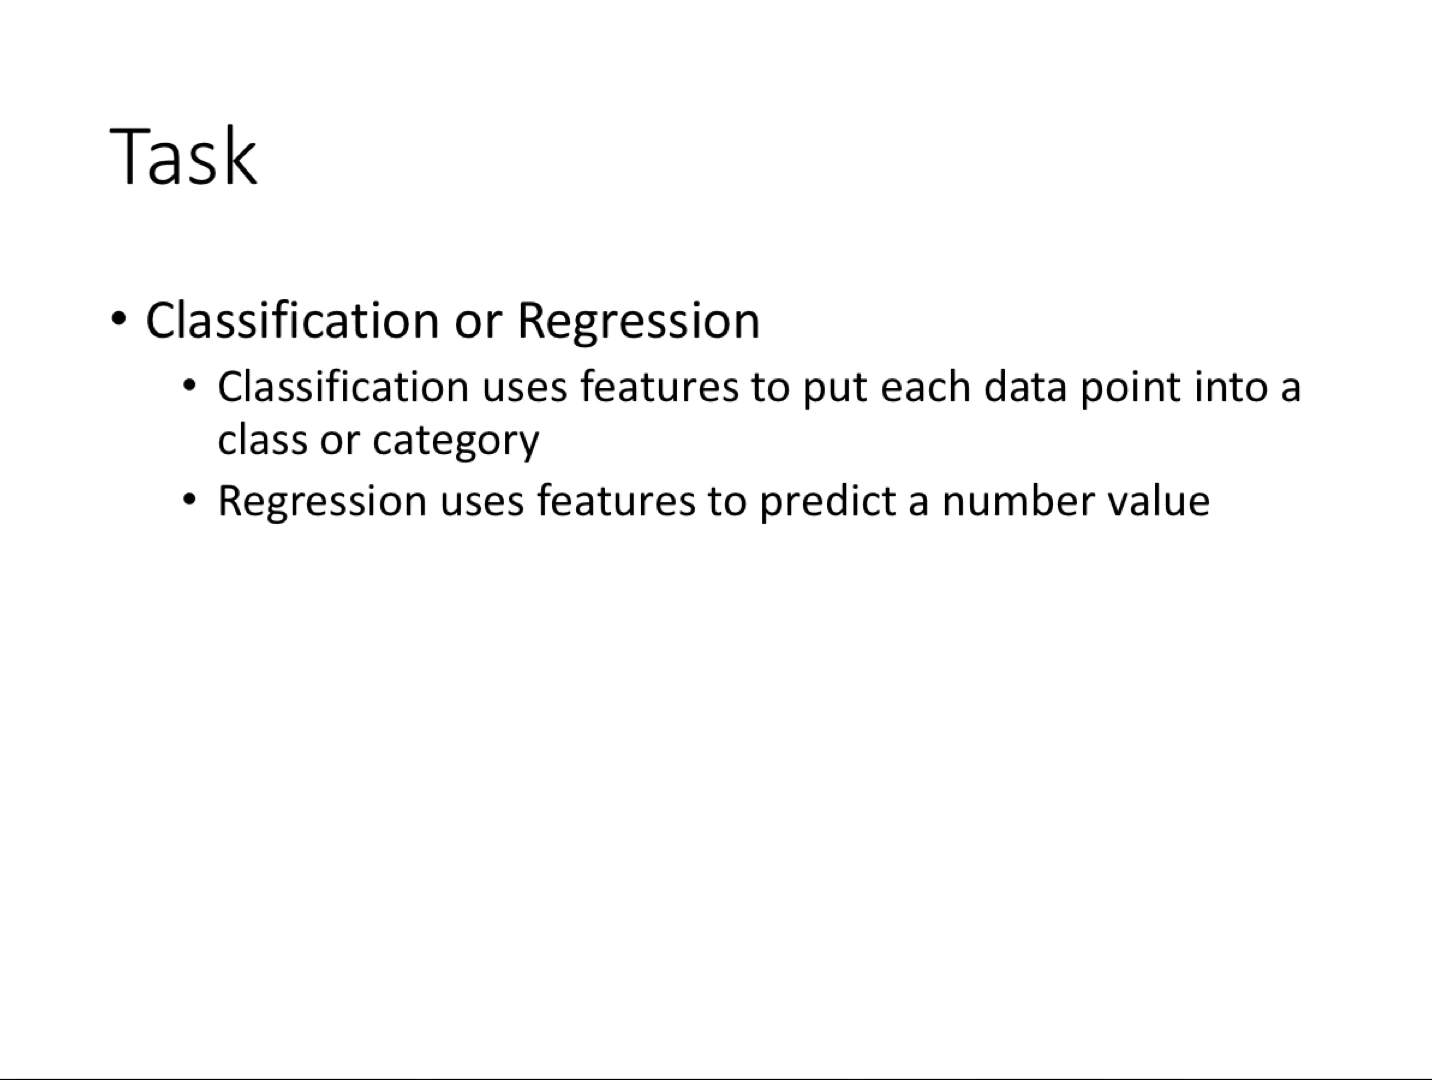 Task
• Classification or Regression
• Classification uses features to put each data point into a
class or category
• Regression uses features to predict a number value